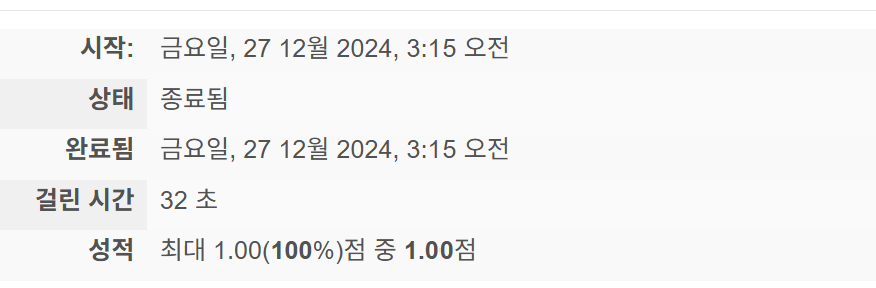 시작: 금요일, 27 12월 2024, 3:15 오전
상태 종료됨
완료됨 금요일, 27 12월 2024, 3:15 오전
걸린 시간 32 초
성적 최대 1.00(100%)점 중 1.00점